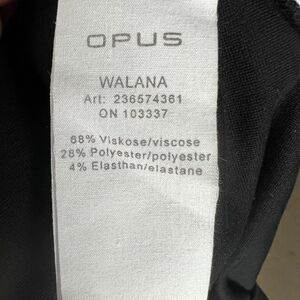 OPUS
WALANA
Art: 236574361
ON 103337
68% Viskose/viscose
28% Polyester/polyester
4% Elasthan/elastane